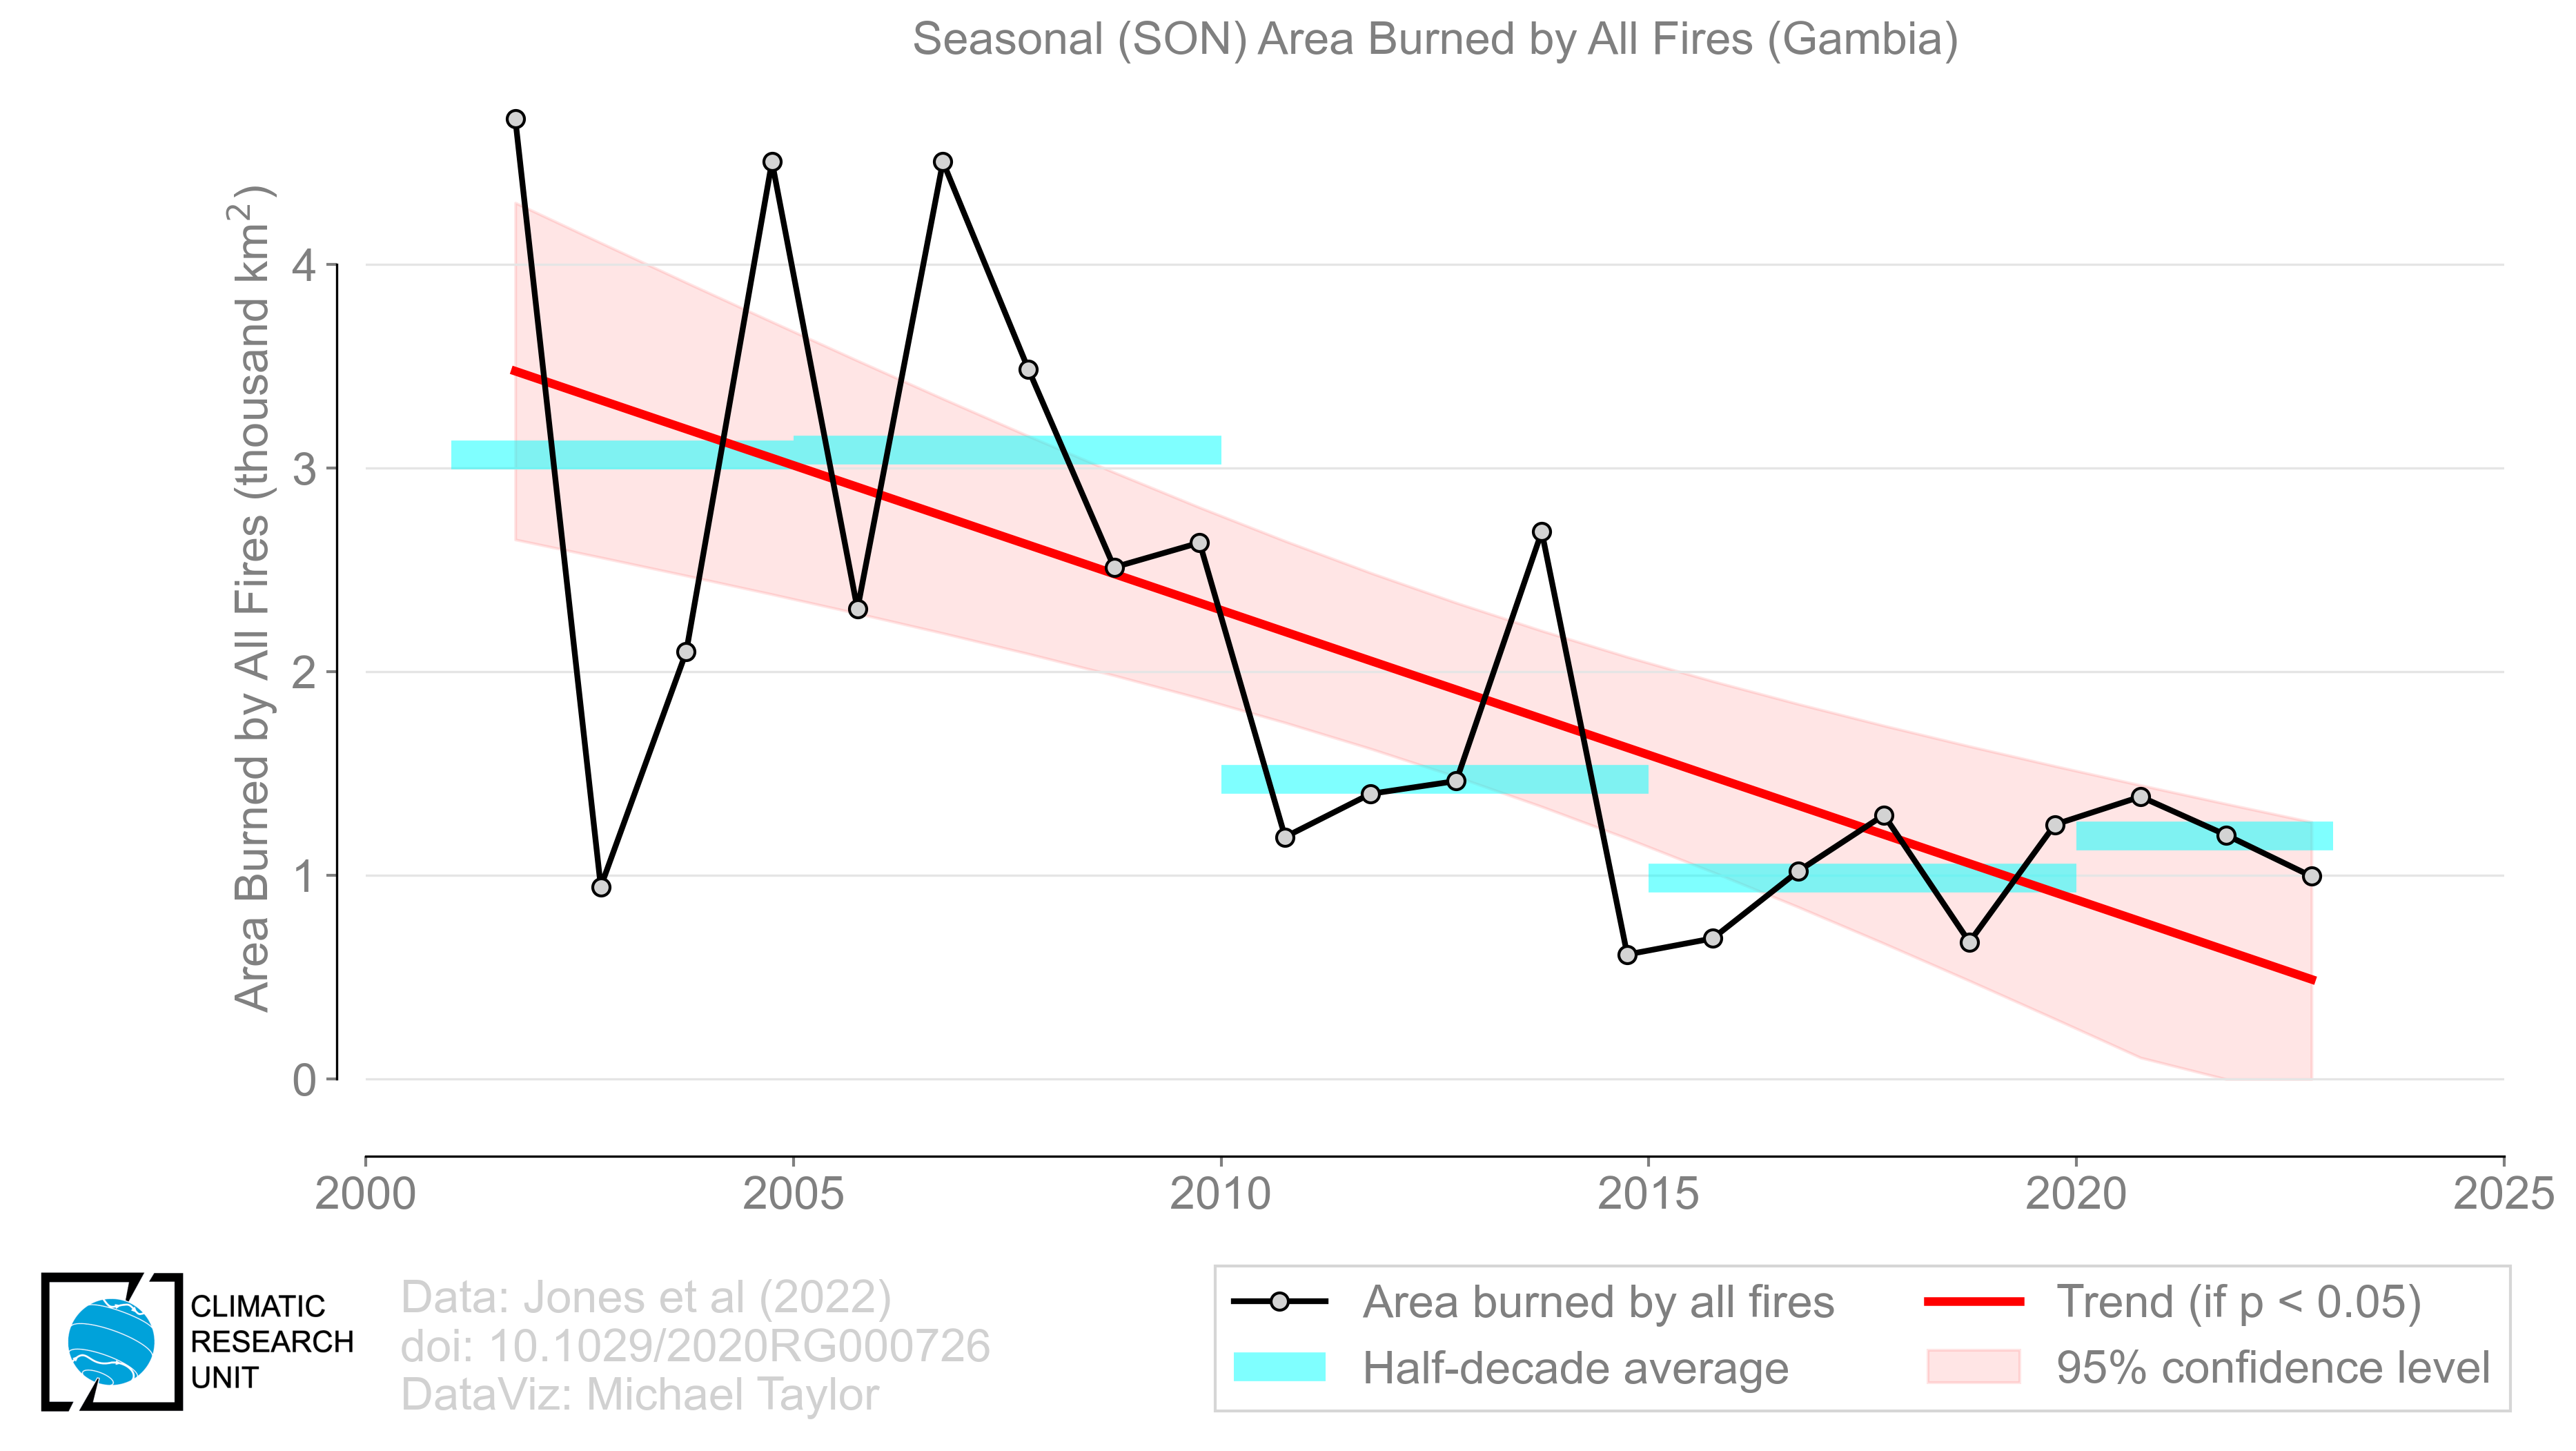 Seasonal (SON) Area Burned by All Fires (Gambia)
Area Burned by All Fires (thousand km²)
4
3
2
1
0
2000 2005 2010 2015 2020 2025
CLIMATIC
RESEARCH
UNIT
Data: Jones et al (2022)
doi: 10.1029/2020RG000726
DataViz: Michael Taylor
Area burned by all fires
Half-decade average
Trend (if p < 0.05)
95% confidence level